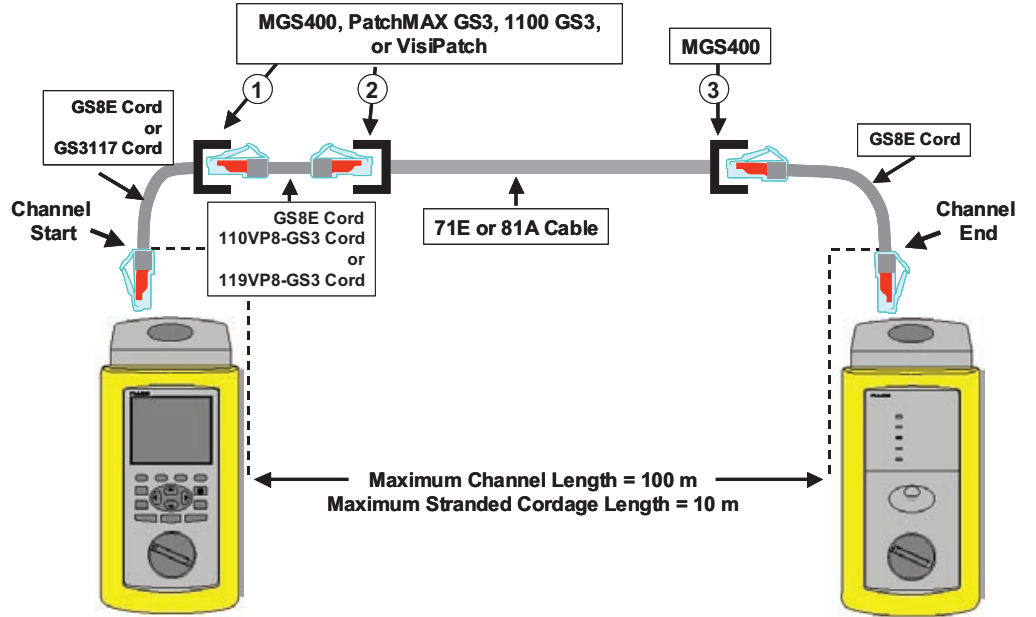 MGS400, PatchMAX GS3, 1100 GS3,
or VisiPatch
MGS400
1
2
3
GS8E Cord
or
GS3117 Cord
GS8E Cord
Channel
Start
GS8E Cord
110VP8-GS3 Cord
or
119VP8-GS3 Cord
71E or 81A Cable
Channel
End
Maximum Channel Length = 100 m
Maximum Stranded Cordage Length = 10 m